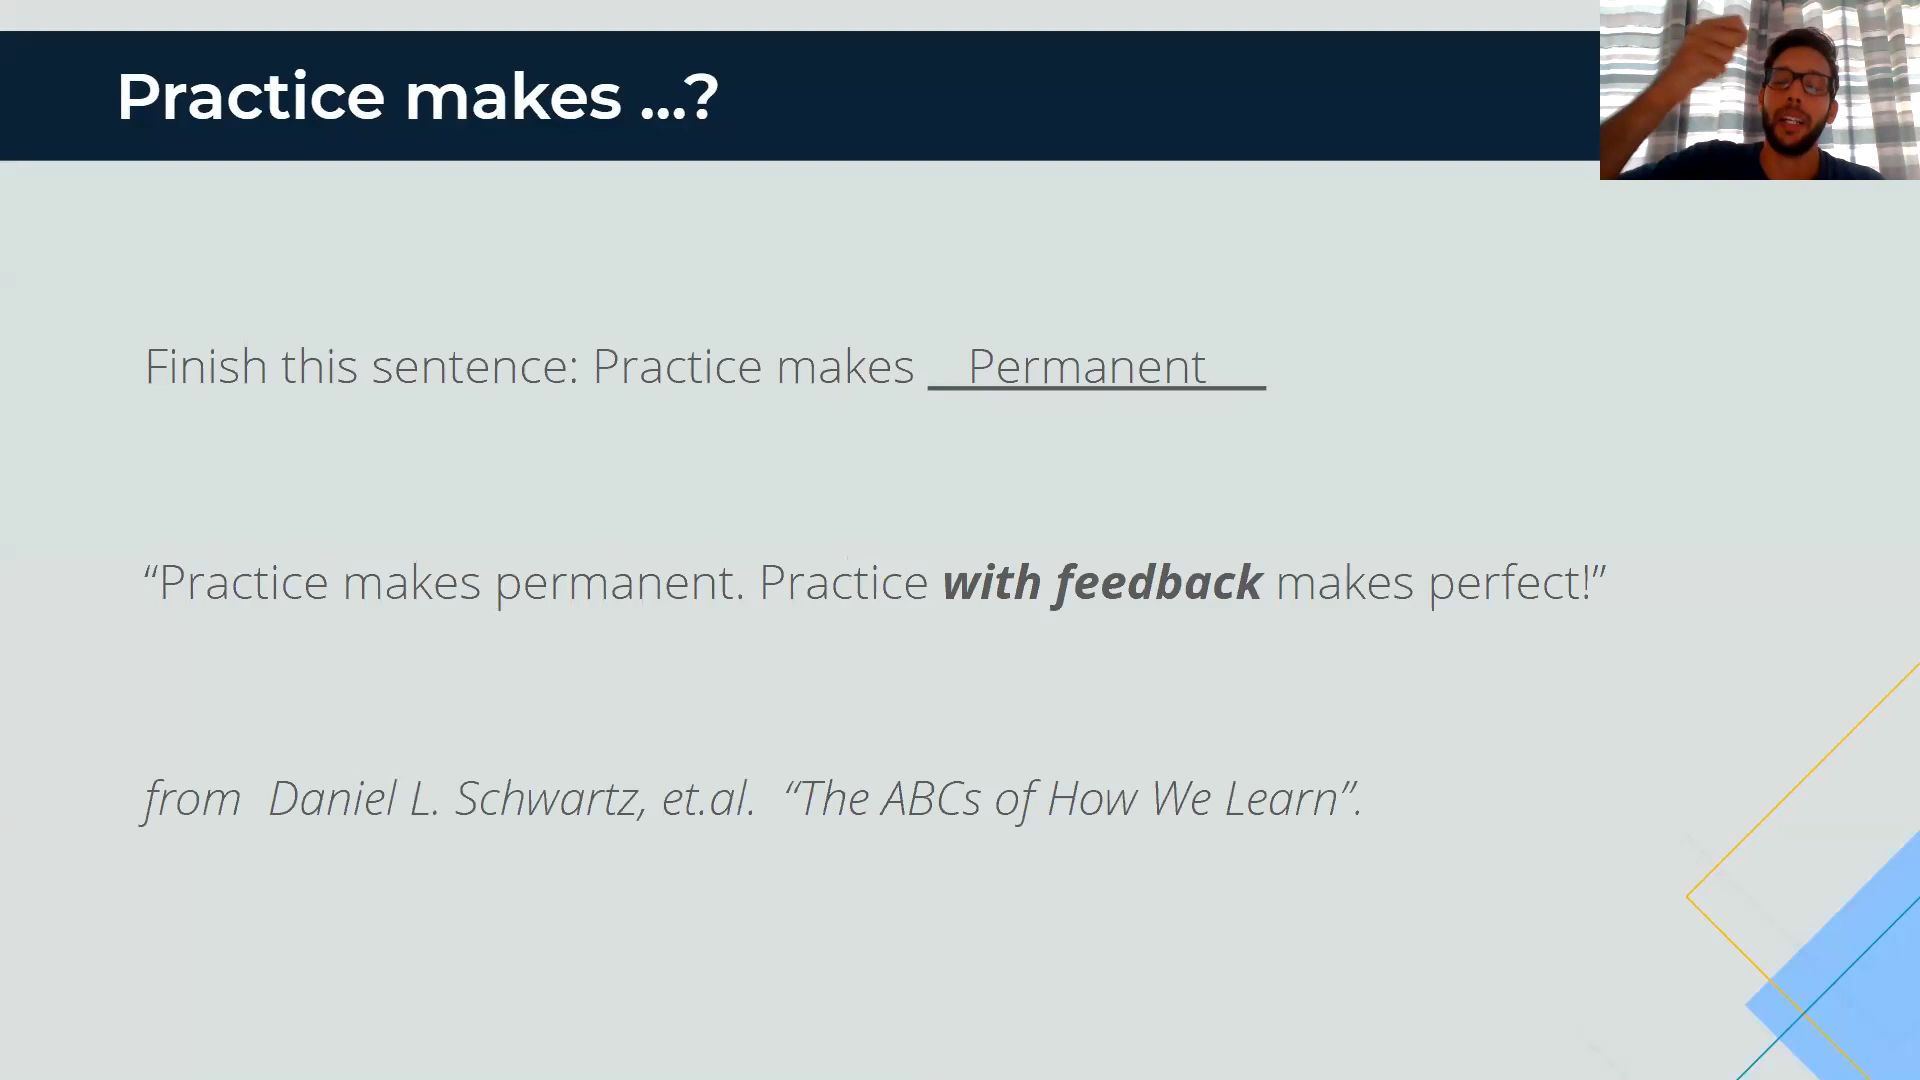 Practice makes ...?
Finish this sentence: Practice makes __Permanent___
“Practice makes permanent. Practice with feedback makes perfect!”
from Daniel L. Schwartz, et.al. “The ABCs of How We Learn”.